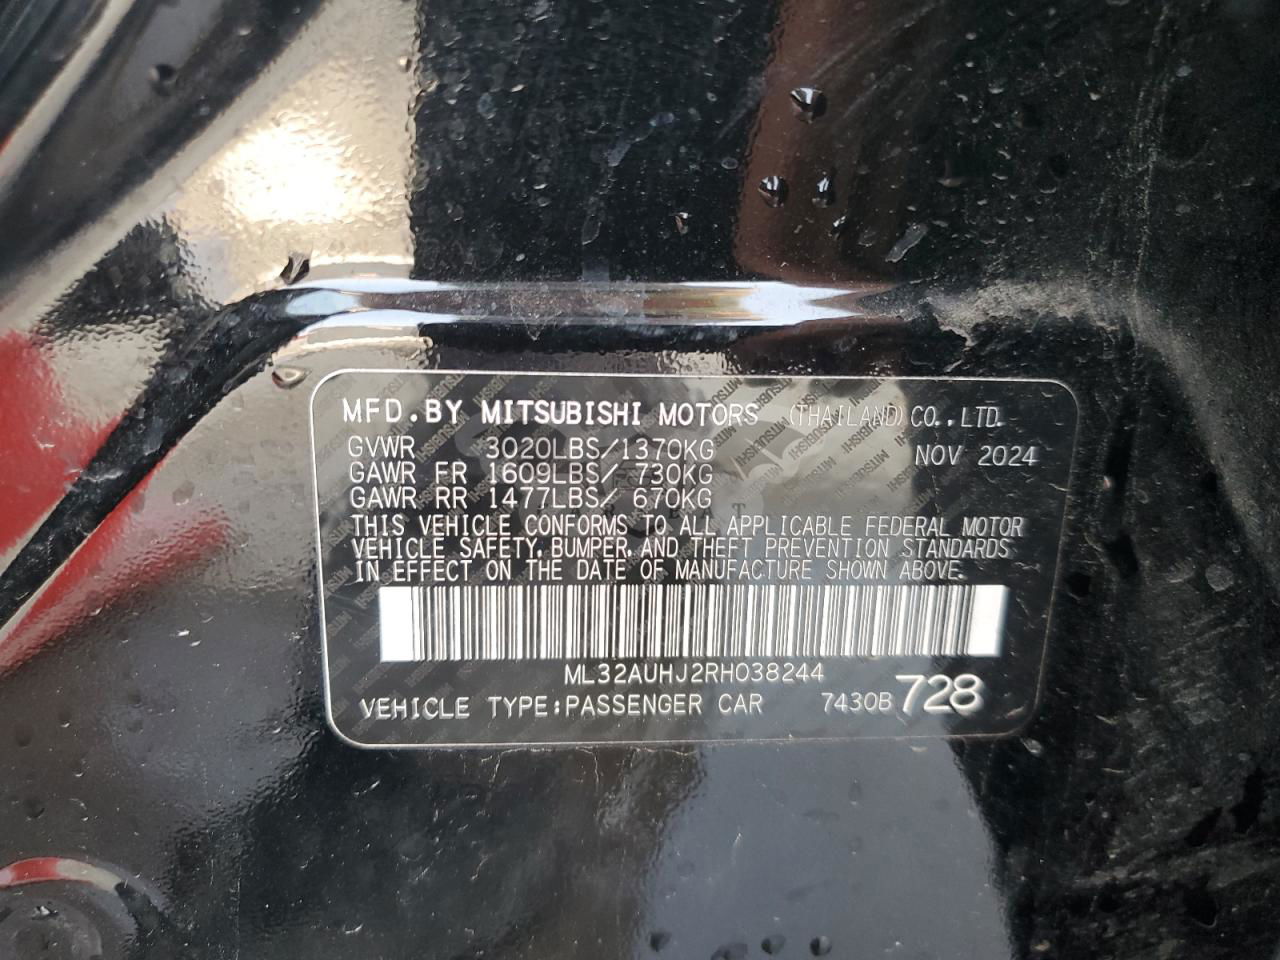 MFD. BY MITSUBISHI MOTORS (THAILAND) CO., LTD.
GVWR 3020LBS/1370KG NOV 2024
GAWR FR 1609LBS/ 730KG
GAWR RR 1477LBS/ 670KG
THIS VEHICLE CONFORMS TO ALL APPLICABLE FEDERAL MOTOR
VEHICLE SAFETY, BUMPER, AND THEFT PREVENTION STANDARDS
IN EFFECT ON THE DATE OF MANUFACTURE SHOWN ABOVE.
ML32AUHJ2RH038244
VEHICLE TYPE:PASSENGER CAR 7430B 728